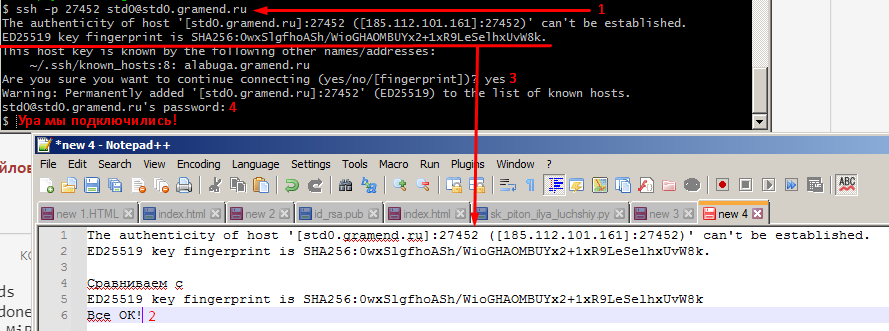 $ ssh -p 27452 std0@std0.gramend.ru 1
The authenticity of host '[std0.gramend.ru]:27452 ([185.112.101.161]:27452)' can't be established.
ED25519 key fingerprint is SHA256:0wxSlgfhoASh/WioGHAOMBUYx2+1xR9LeSelhxUvW8k.
This host key is known by the following other names/addresses:
~/.ssh/known_hosts:8: alabuga.gramend.ru
Are you sure you want to continue connecting (yes/no/[fingerprint])? yes 3
Warning: Permanently added '[std0.gramend.ru]:27452' (ED25519) to the list of known hosts.
std0@std0.gramend.ru's password: 4
$ Ура мы подключились!
*new 4 - Notepad++
File Edit Search View Encoding Language Settings Tools Macro Run Plugins Window ?
ABC
new 1.HTML index.html new 2 id_rsa.pub index.html sk_piton_ilya_luchshiy.py new 3 new 4
1 The authenticity of host '[std0.gramend.ru]:27452 ([185.112.101.161]:27452)' can't be established.
2 ED25519 key fingerprint is SHA256:0wxSlgfhoASh/WioGHAOMBUYx2+1xR9LeSelhxUvW8k.
3
4 Сравниваем с
5 ED25519 key fingerprint is SHA256:0wxSlgfhoASh/WioGHAOMBUYx2+1xR9LeSelhxUvW8k
6 Все ОК! 2